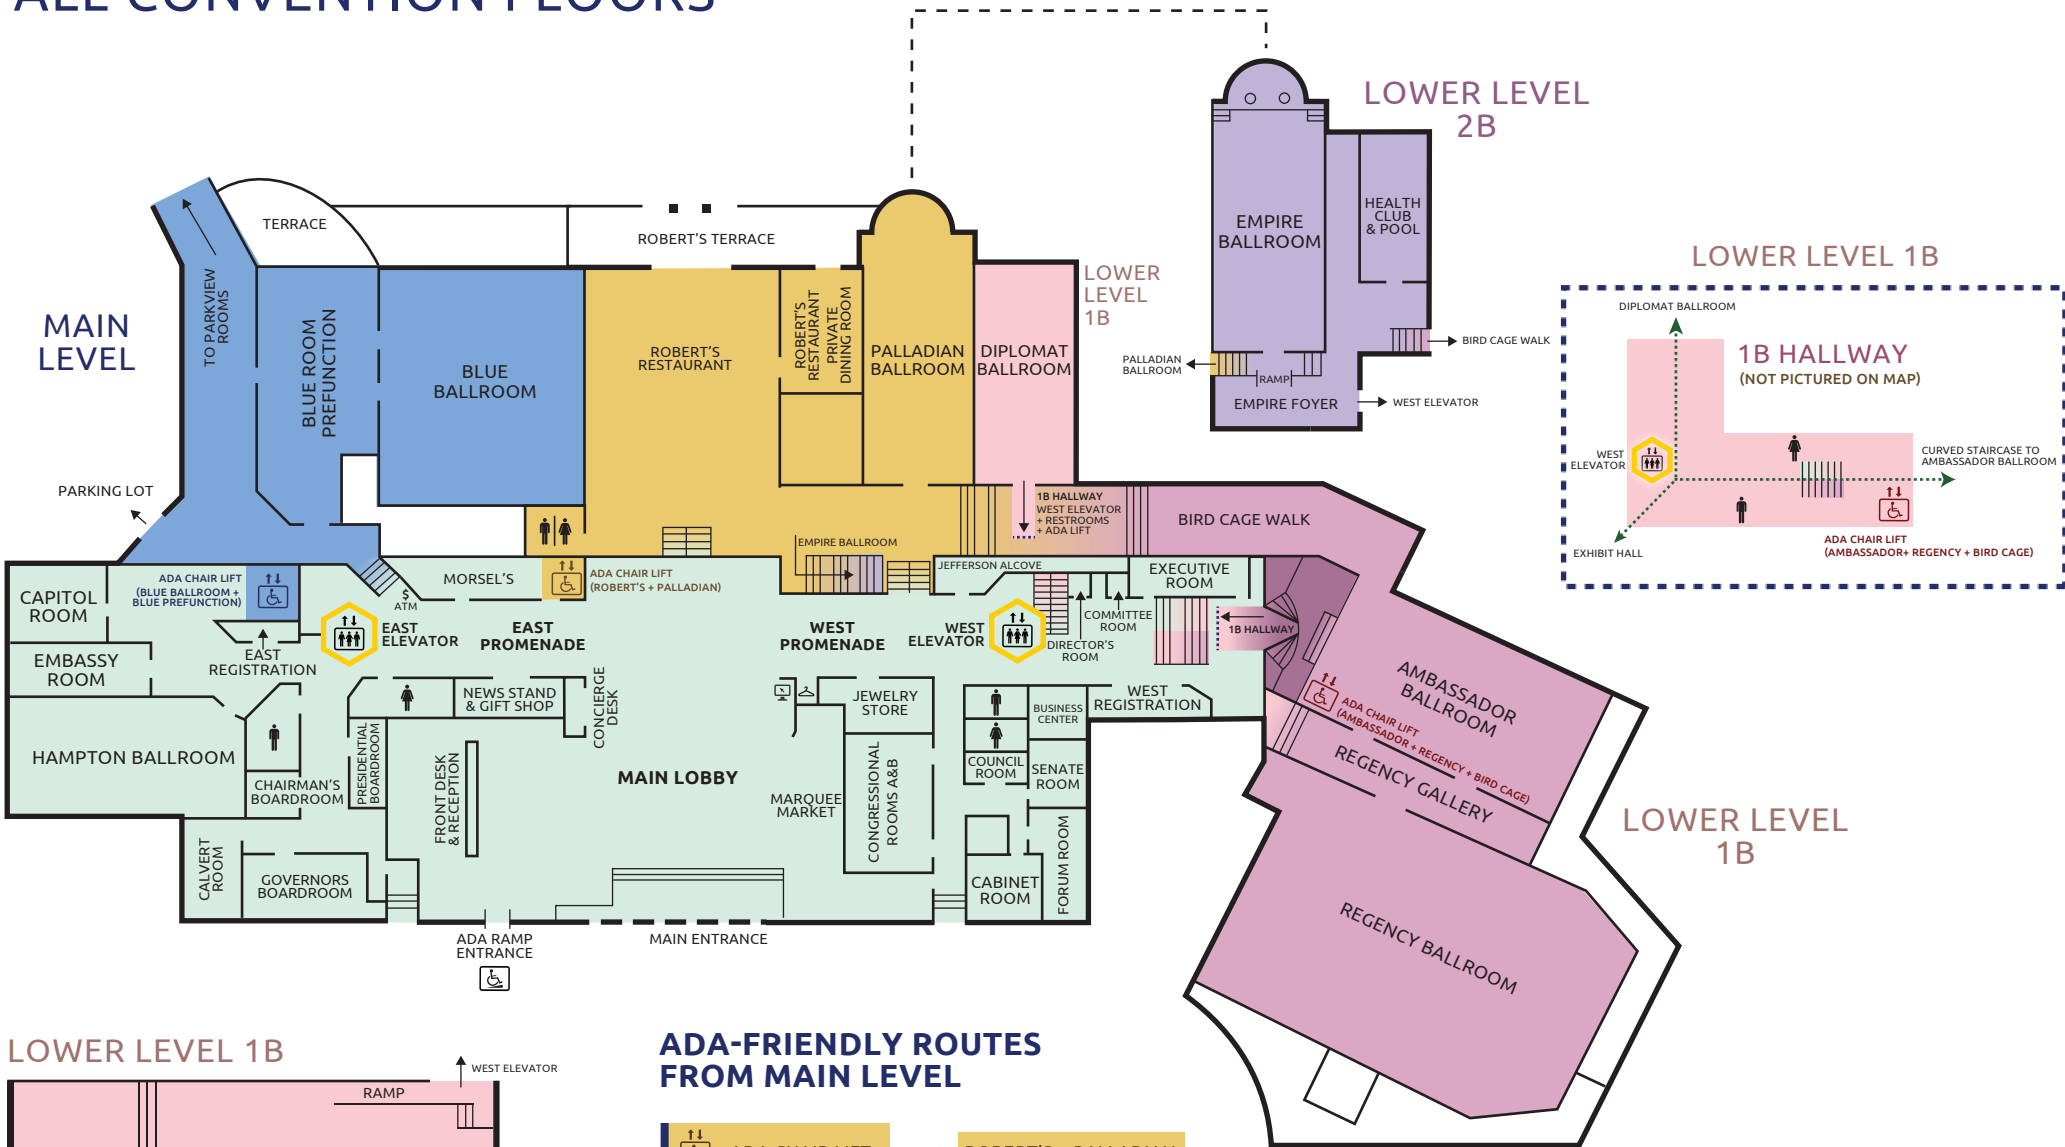 ALL CONVENTION FLOORS
LOWER LEVEL
2B
EMPIRE
BALLROOM
HEALTH
CLUB
& POOL
BIRD CAGE WALK
PALLADIAN
BALLROOM
RAMP
EMPIRE FOYER
WEST ELEVATOR
LOWER LEVEL 1B
DIPLOMAT BALLROOM
1B HALLWAY
(NOT PICTURED ON MAP)
WEST
ELEVATOR
CURVED STAIRCASE TO
AMBASSADOR BALLROOM
EXHIBIT HALL
ADA CHAIR LIFT
(AMBASSADOR+ REGENCY + BIRD CAGE)
MAIN
LEVEL
TERRACE
ROBERT'S TERRACE
TO PARKVIEW
ROOMS
BLUE ROOM
PREFUNCTION
BLUE
BALLROOM
ROBERT'S
RESTAURANT
ROBERT'S
RESTAURANT
PRIVATE
DINING ROOM
PALLADIAN
BALLROOM
DIPLOMAT
BALLROOM
LOWER
LEVEL
1B
PARKING LOT
1B HALLWAY
WEST ELEVATOR
+ RESTROOMS
+ ADA LIFT
BIRD CAGE WALK
EMPIRE BALLROOM
JEFFERSON ALCOVE
EXECUTIVE
ROOM
CAPITOL
ROOM
ADA CHAIR LIFT
(BLUE BALLROOM +
BLUE PREFUNCTION)
MORSEL'S
$
ATM
ADA CHAIR LIFT
(ROBERT'S + PALLADIAN)
EAST
ELEVATOR
EAST
PROMENADE
WEST
PROMENADE
WEST
ELEVATOR
COMMITTEE
ROOM
DIRECTOR'S
ROOM
1B HALLWAY
EMBASSY
ROOM
EAST
REGISTRATION
NEWS STAND
& GIFT SHOP
CONCIERGE
DESK
JEWELRY
STORE
BUSINESS
CENTER
WEST
REGISTRATION
AMBASSADOR
BALLROOM
ADA CHAIR LIFT
(AMBASSADOR + REGENCY + BIRD CAGE)
HAMPTON BALLROOM
CHAIRMAN'S
BOARDROOM
PRESIDENTIAL
BOARDROOM
FRONT DESK
& RECEPTION
MAIN LOBBY
MARQUEE
MARKET
CONGRESSIONAL
ROOMS A&B
COUNCIL
ROOM
SENATE
ROOM
REGENCY GALLERY
LOWER LEVEL
1B
CALVERT
ROOM
GOVERNORS
BOARDROOM
CABINET
ROOM
FORUM ROOM
REGENCY BALLROOM
ADA RAMP
ENTRANCE
MAIN ENTRANCE
LOWER LEVEL 1B
WEST ELEVATOR
RAMP
ADA-FRIENDLY ROUTES
FROM MAIN LEVEL
ADA CHAIR LIFT
ROBERT'S + PALLADIAN